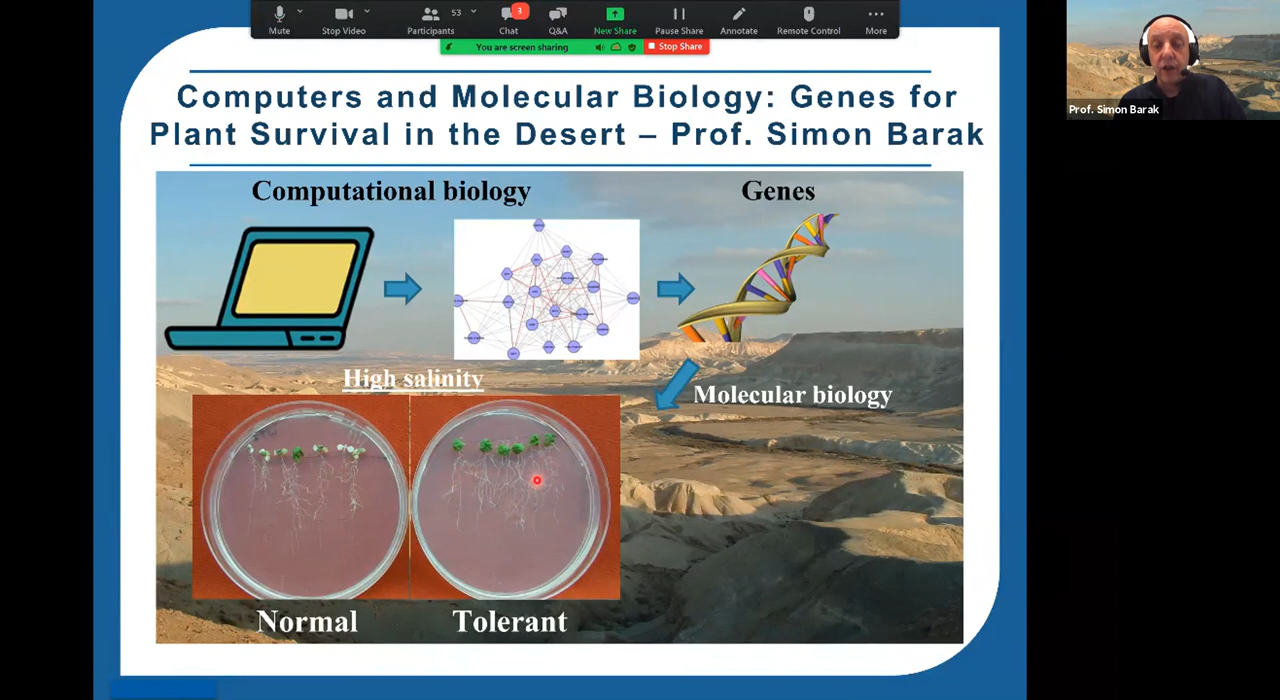 53
3
Mute
Stop Video
Participants
Chat
Q&A
New Share
Pause Share
Annotate
Remote Control
More
You are screen sharing
Stop Share
Prof. Simon Barak
Computers and Molecular Biology: Genes for
Plant Survival in the Desert – Prof. Simon Barak
Computational biology
Genes
High salinity
Molecular biology
Normal
Tolerant